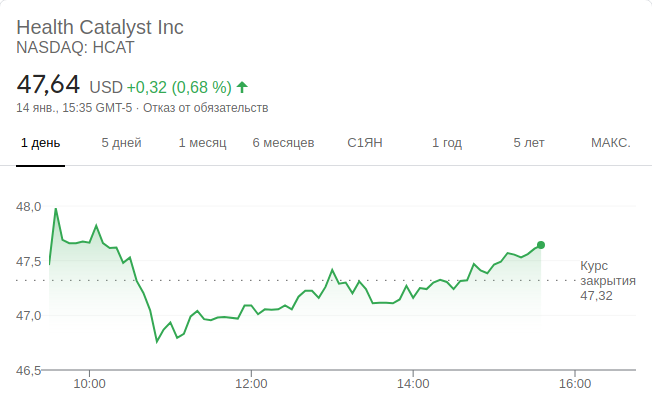 Health Catalyst Inc
NASDAQ: HCAT
47,64 USD +0,32 (0,68 %)
14 янв., 15:35 GMT-5 · Отказ от обязательств
1 день 5 дней 1 месяц 6 месяцев С1ЯН 1 год 5 лет МАКС.
48,0
47,5
47,0
46,5
Курс
закрытия
47,32
10:00 12:00 14:00 16:00